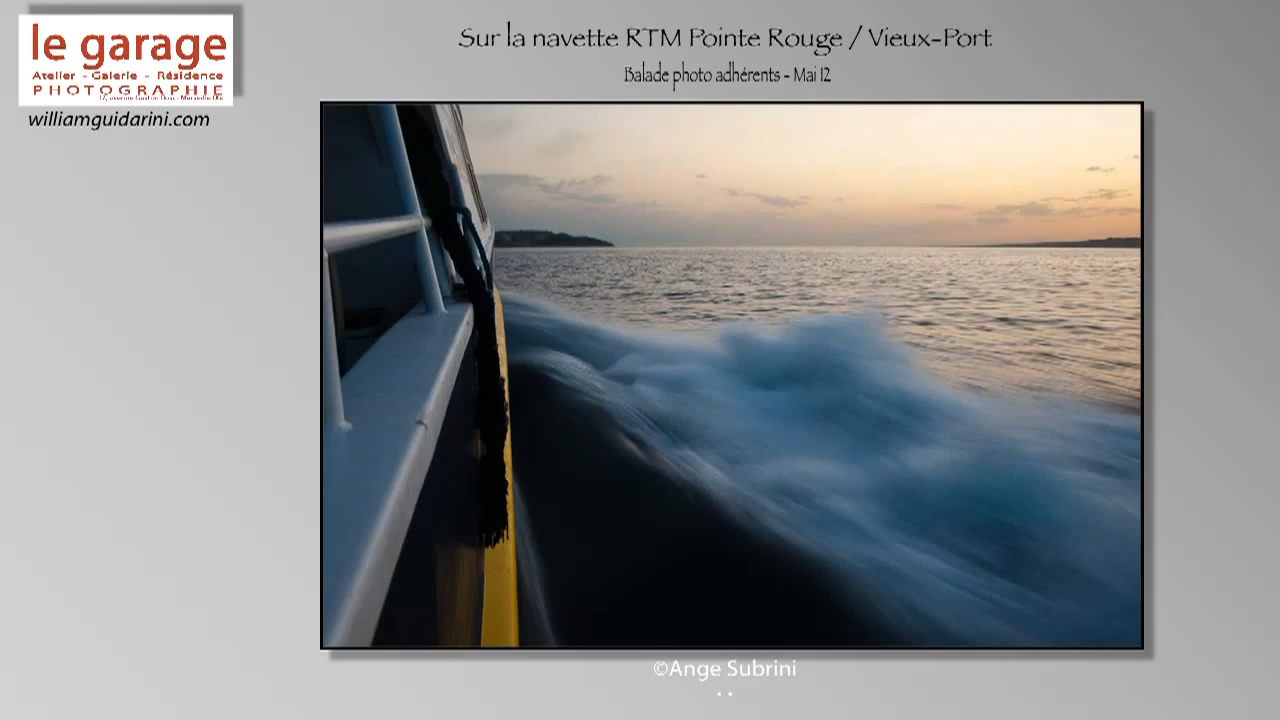 le garage
Atelier - Galerie - Résidence
PHOTOGRAPHIE
williamguidarini.com
Sur la navette RTM Pointe Rouge / Vieux-Port
Balade photo adhérents - Mai 12
©Ange Subrini